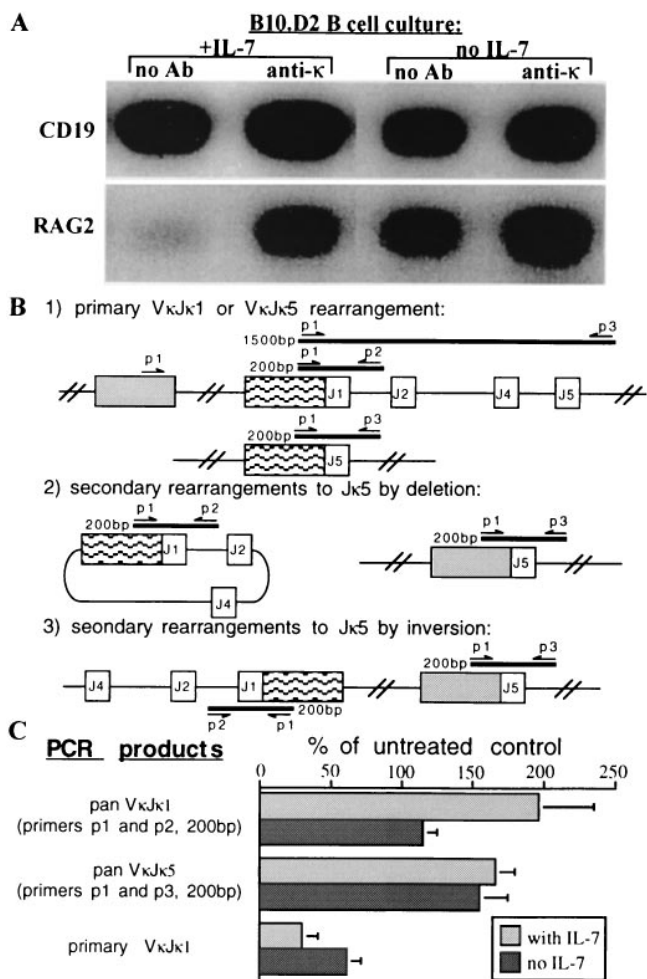 A
B10.D2 B cell culture:
+IL-7 no IL-7
no Ab anti-κ no Ab anti-κ
CD19
RAG2
B 1) primary VκJκ1 or VκJκ5 rearrangement:
1500bp p1 p3
p1 200bp p1 p2
J1 J2 J4 J5
200bp p1 p3
J5
2) secondary rearrangements to Jκ5 by deletion:
200bp p1 p2 200bp p1 p3
J1 J2 J5
J4
3) seondary rearrangements to Jκ5 by inversion:
200bp p1 p3
J4 J2 J1 J5
p2 p1 200bp
C PCR products % of untreated control
0 50 100 150 200 250
pan VκJκ1
(primers p1 and p2, 200bp)
pan VκJκ5
(primers p1 and p3, 200bp)
primary VκJκ1
with IL-7
no IL-7